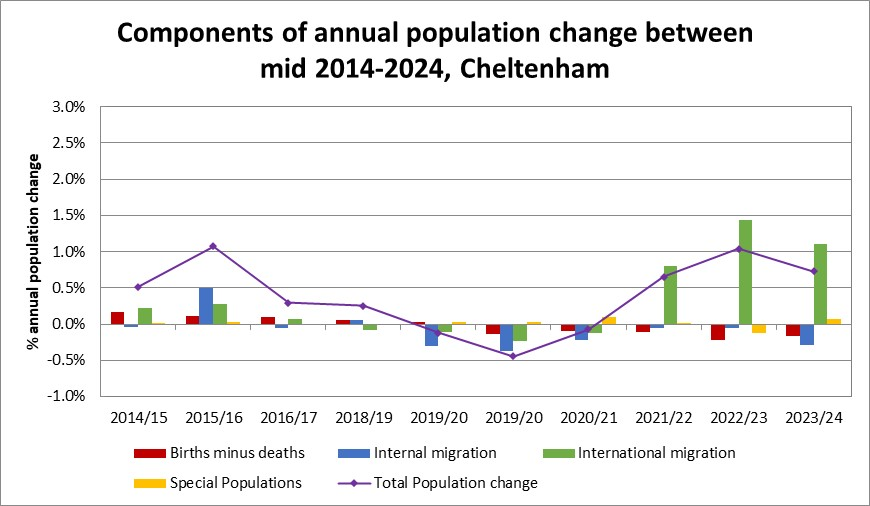 Components of annual population change between
mid 2014-2024, Cheltenham
% annual population change
3.0%
2.5%
2.0%
1.5%
1.0%
0.5%
0.0%
-0.5%
-1.0%
2014/15 2015/16 2016/17 2018/19 2019/20 2019/20 2020/21 2021/22 2022/23 2023/24
Births minus deaths Internal migration International migration
Special Populations Total Population change